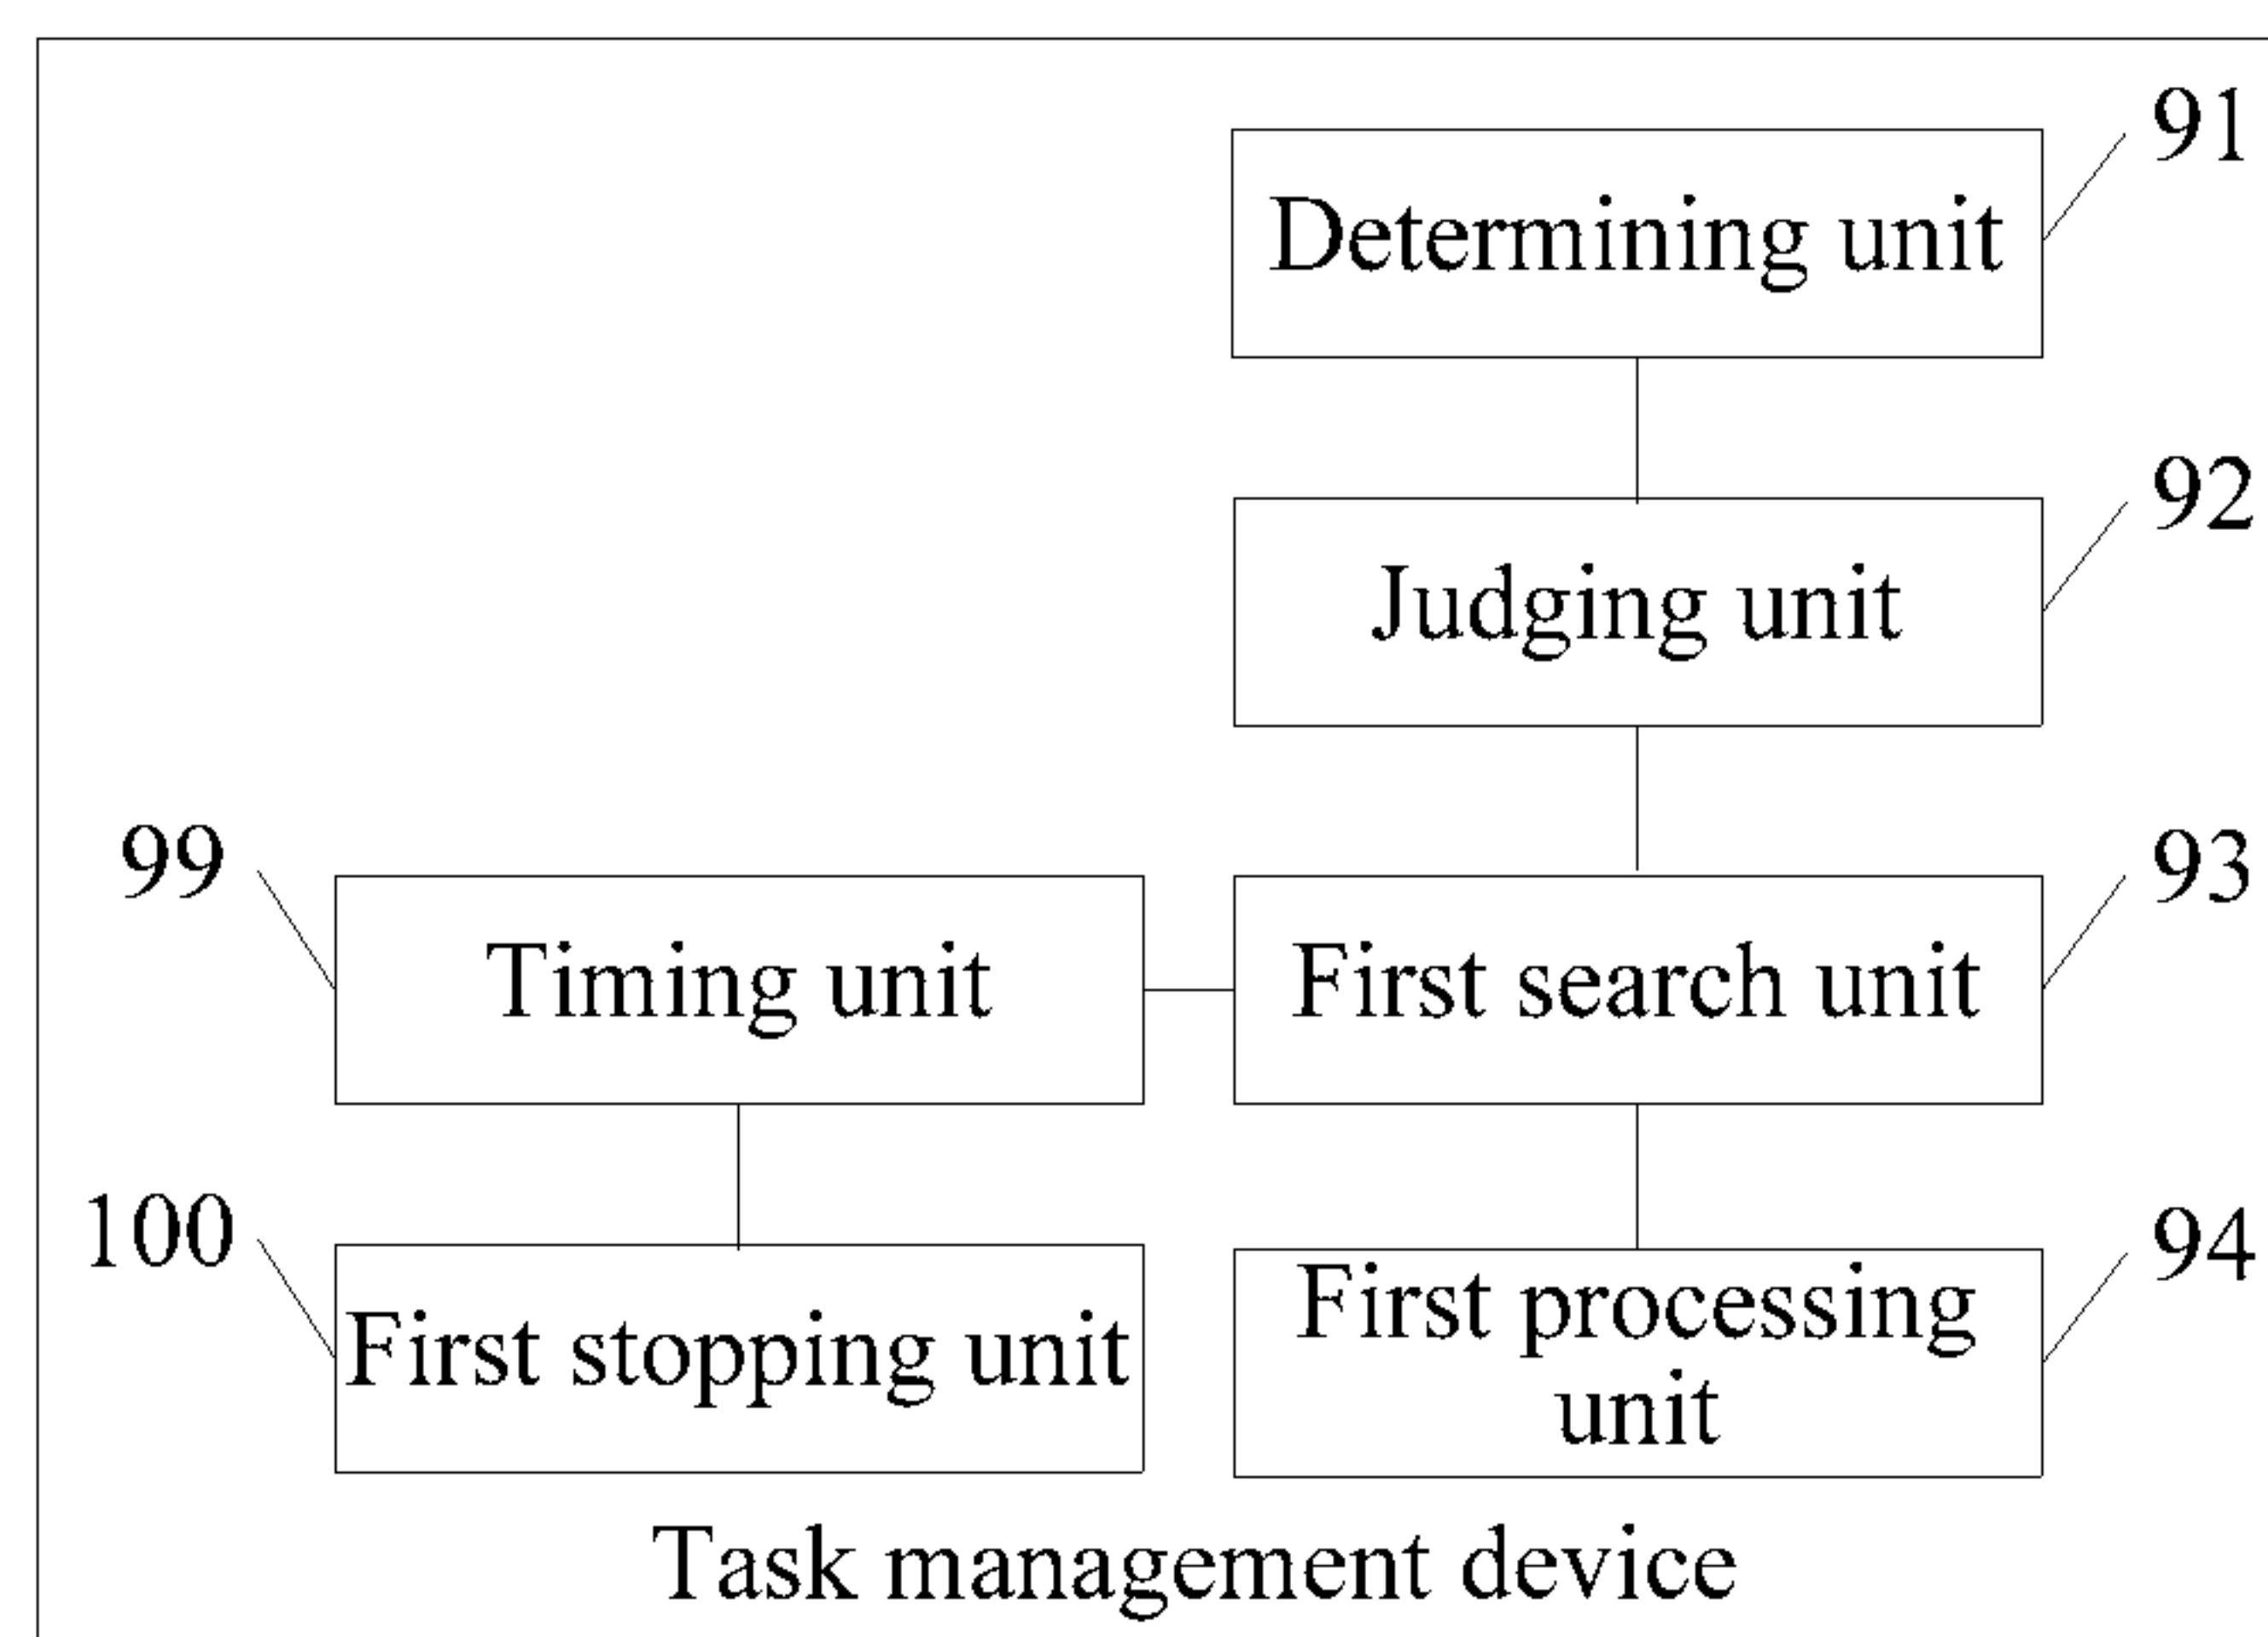 91
Determining unit
92
Judging unit
99
93
Timing unit
First search unit
100
94
First stopping unit
First processing
unit
Task management device